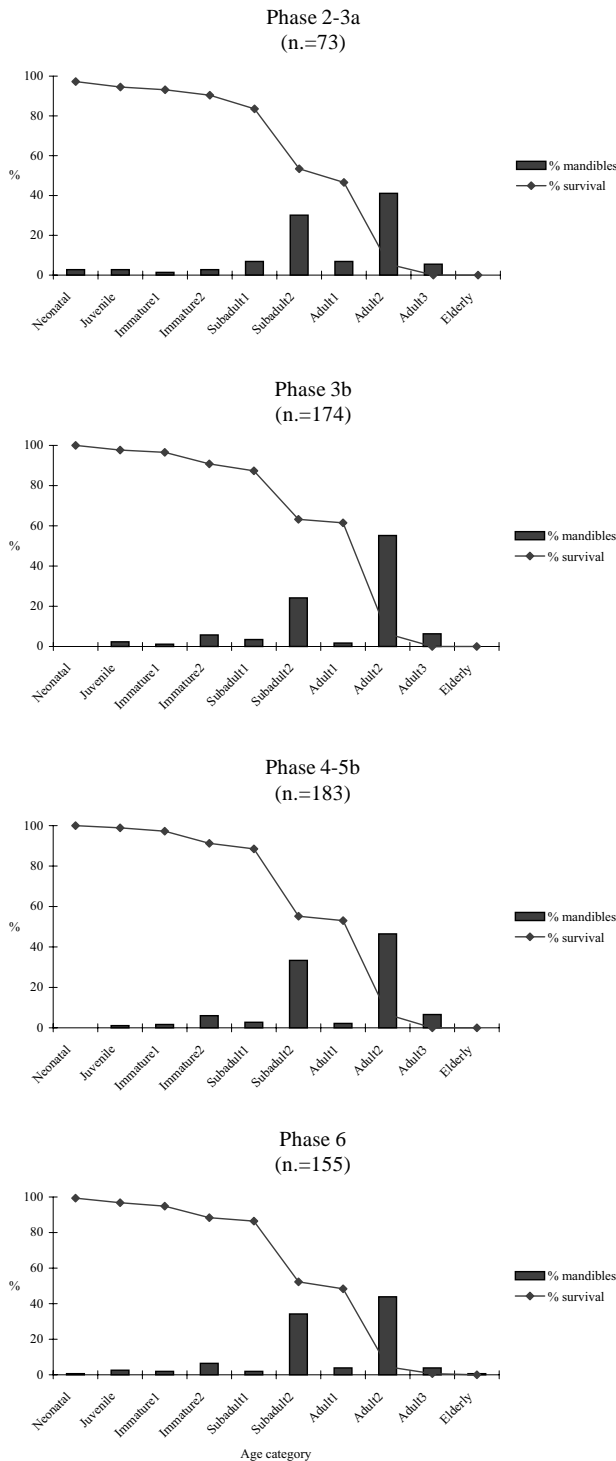 Phase 2-3a
(n.=73)
100
80
60
40
20
0
%
Neonatal
Juvenile
Immature1
Immature2
Subadult1
Subadult2
Adult1
Adult2
Adult3
Elderly
% mandibles
% survival
Phase 3b
(n.=174)
100
80
60
40
20
0
%
Neonatal
Juvenile
Immature1
Immature2
Subadult1
Subadult2
Adult1
Adult2
Adult3
Elderly
% mandibles
% survival
Phase 4-5b
(n.=183)
100
80
60
40
20
0
%
Neonatal
Juvenile
Immature1
Immature2
Subadult1
Subadult2
Adult1
Adult2
Adult3
Elderly
% mandibles
% survival
Phase 6
(n.=155)
100
80
60
40
20
0
%
Neonatal
Juvenile
Immature1
Immature2
Subadult1
Subadult2
Adult1
Adult2
Adult3
Elderly
% mandibles
% survival
Age category